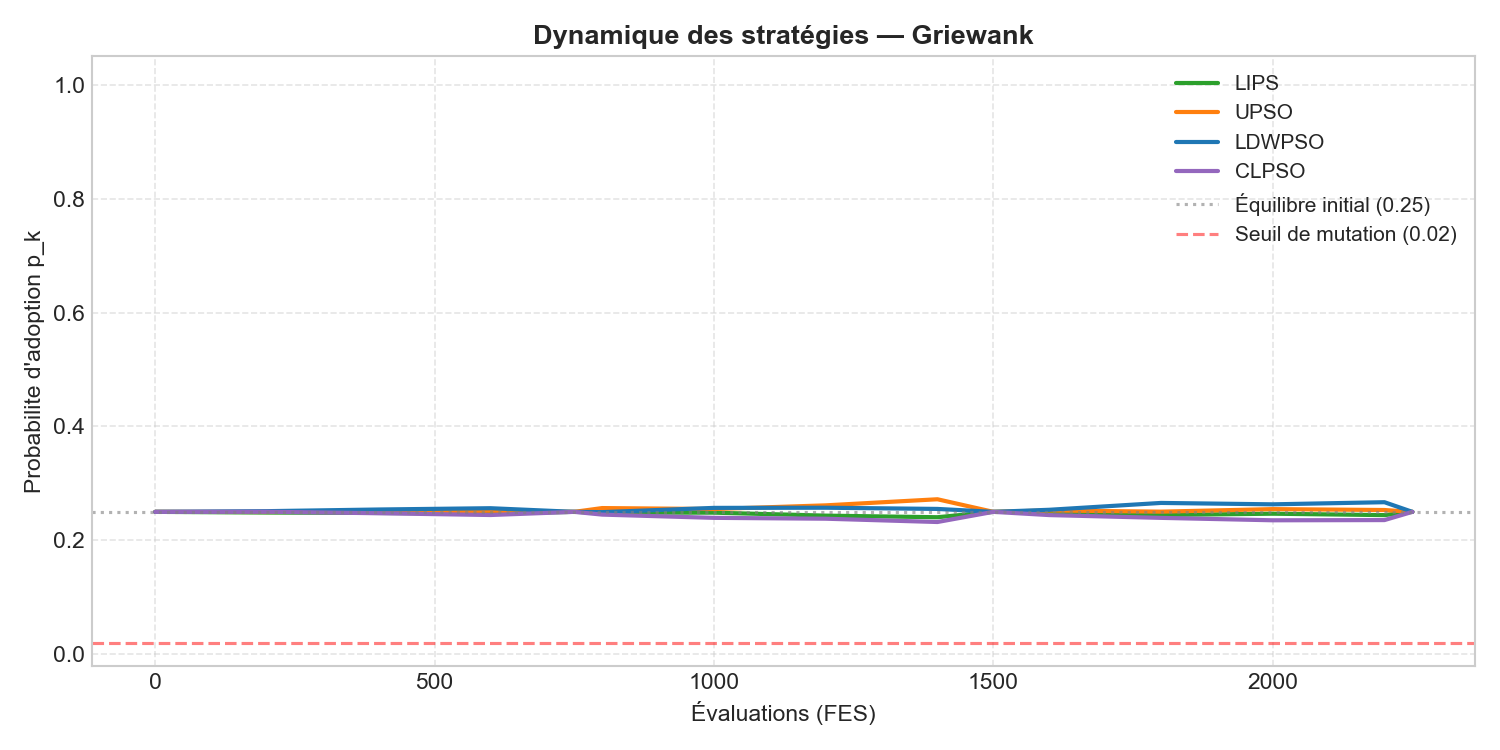 Dynamique des stratégies — Griewank
Probabilite d'adoption p_k
1.0
0.8
0.6
0.4
0.2
0.0
LIPS
UPSO
LDWPSO
CLPSO
Équilibre initial (0.25)
Seuil de mutation (0.02)
0
500
1000
1500
2000
Évaluations (FES)